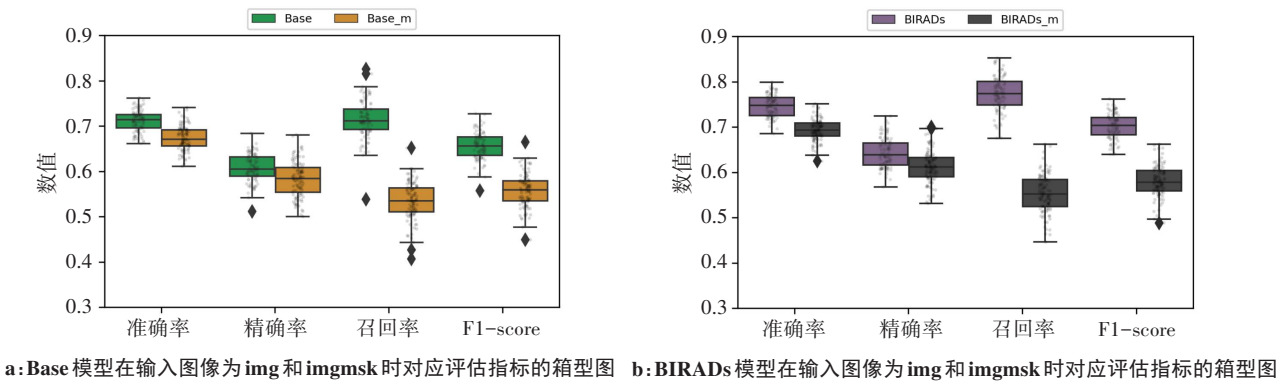 Base Base_m
0.9
0.8
0.7
0.6
0.5
0.4
0.3
数值
准确率 精确率 召回率 F1-score
a:Base模型在输入图像为img和imgmsk时对应评估指标的箱型图
BIRADs BIRADs_m
0.9
0.8
0.7
0.6
0.5
0.4
0.3
数值
准确率 精确率 召回率 F1-score
b:BIRADs模型在输入图像为img和imgmsk时对应评估指标的箱型图